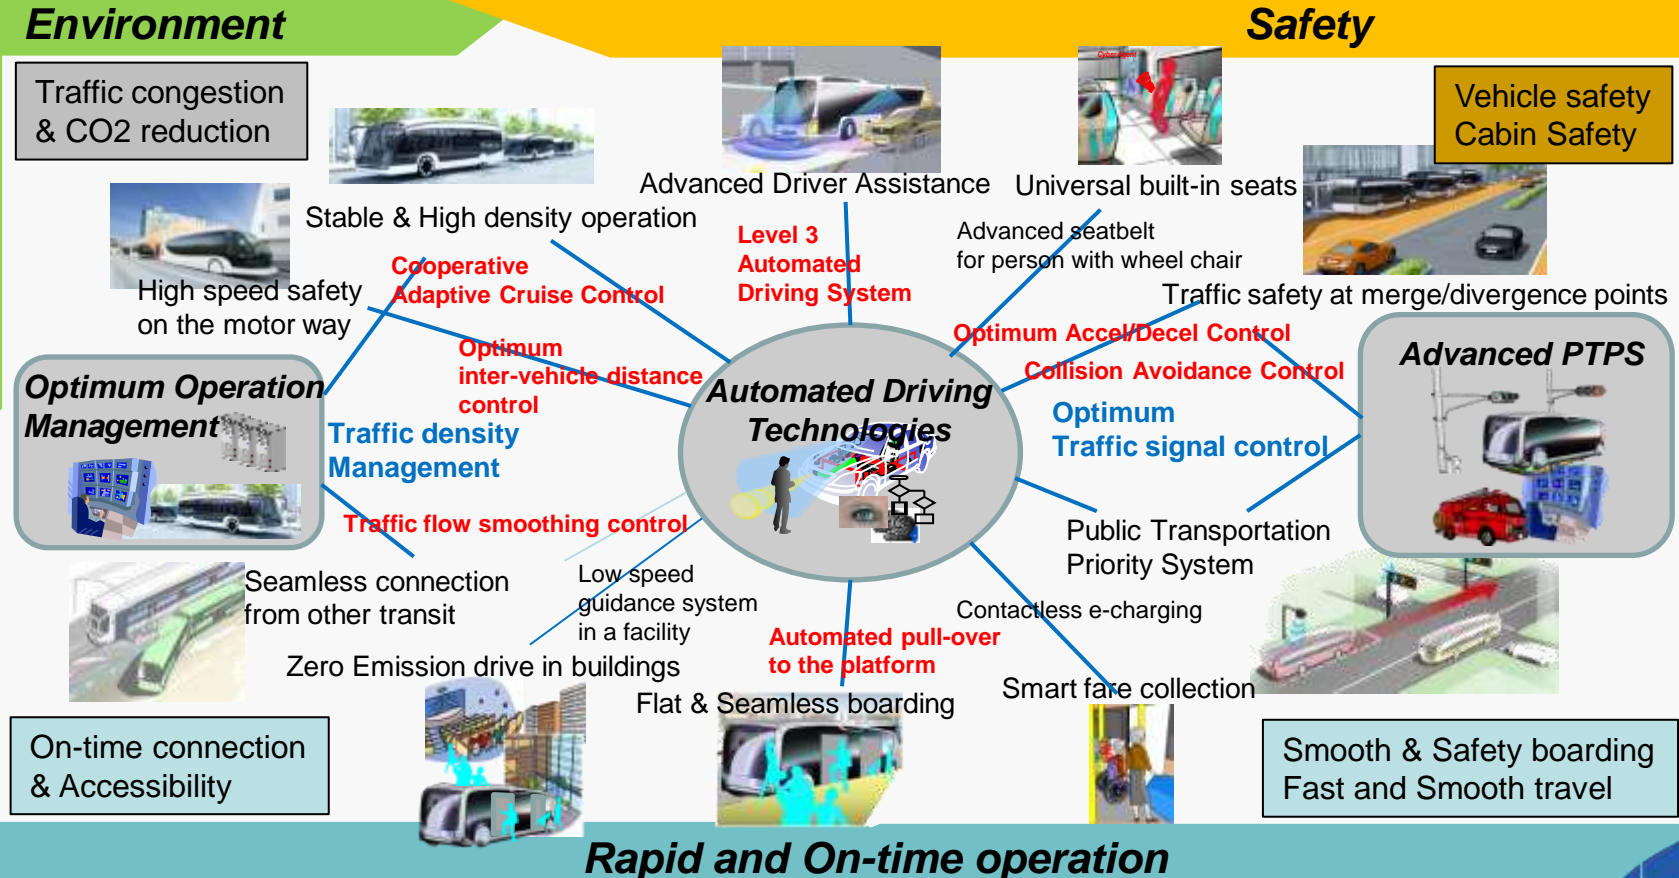 Environment
Safety
Traffic congestion
& CO2 reduction
Cyber Agent
Vehicle safety
Cabin Safety
Advanced Driver Assistance
Universal built-in seats
Stable & High density operation
Level 3
Automated
Driving System
Advanced seatbelt
for person with wheel chair
Cooperative
Adaptive Cruise Control
High speed safety
on the motor way
Traffic safety at merge/divergence points
Optimum
inter-vehicle distance
control
Optimum Accel/Decel Control
Collision Avoidance Control
Advanced PTPS
Optimum Operation
Management
Automated Driving
Technologies
Traffic density
Management
Optimum
Traffic signal control
Traffic flow smoothing control
Public Transportation
Priority System
Seamless connection
from other transit
Low speed
guidance system
in a facility
Contactless e-charging
Automated pull-over
to the platform
Zero Emission drive in buildings
Flat & Seamless boarding
Smart fare collection
On-time connection
& Accessibility
Smooth & Safety boarding
Fast and Smooth travel
Rapid and On-time operation